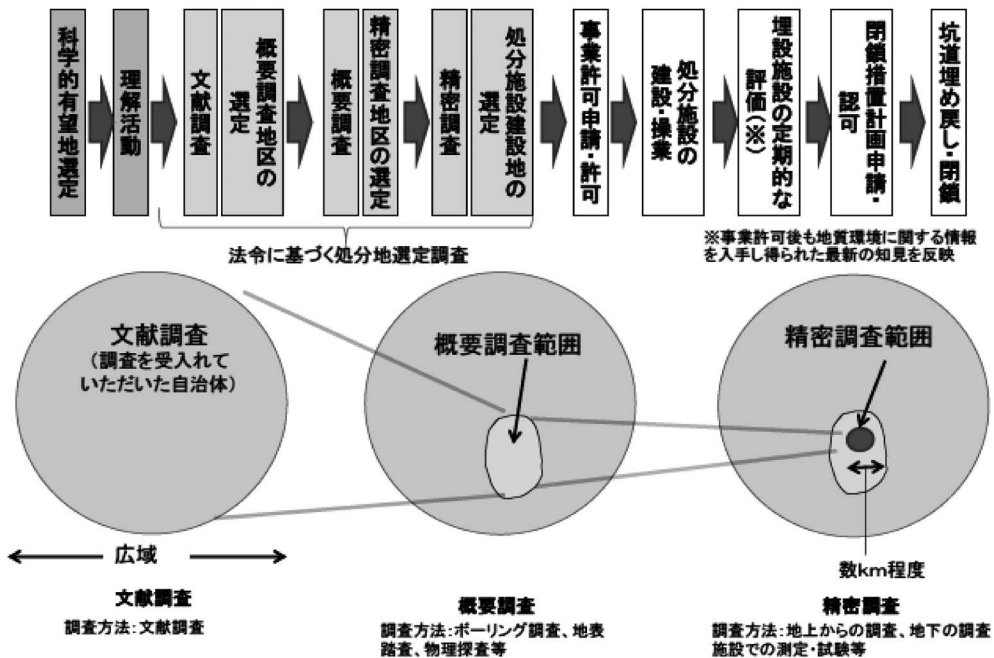 科学的有望地選定
理解活動
文献調査
概要調査地区の
選定
概要調査
精密調査地区の選定
精密調査
処分施設建設地の
選定
事業許可申請・許可
処分施設の
建設・操業
埋設施設の定期的な
評価(※)
閉鎖措置計画申請・
認可
坑道埋め戻し・閉鎖
法令に基づく処分地選定調査
※事業許可後も地質環境に関する情報
を入手し得られた最新の知見を反映
文献調査
(調査を受入れて
いただいた自治体)
概要調査範囲
精密調査範囲
広域
数km程度
文献調査
調査方法:文献調査
概要調査
調査方法:ボーリング調査、地表
踏査、物理探査等
精密調査
調査方法:地上からの調査、地下の調査
施設での測定・試験等